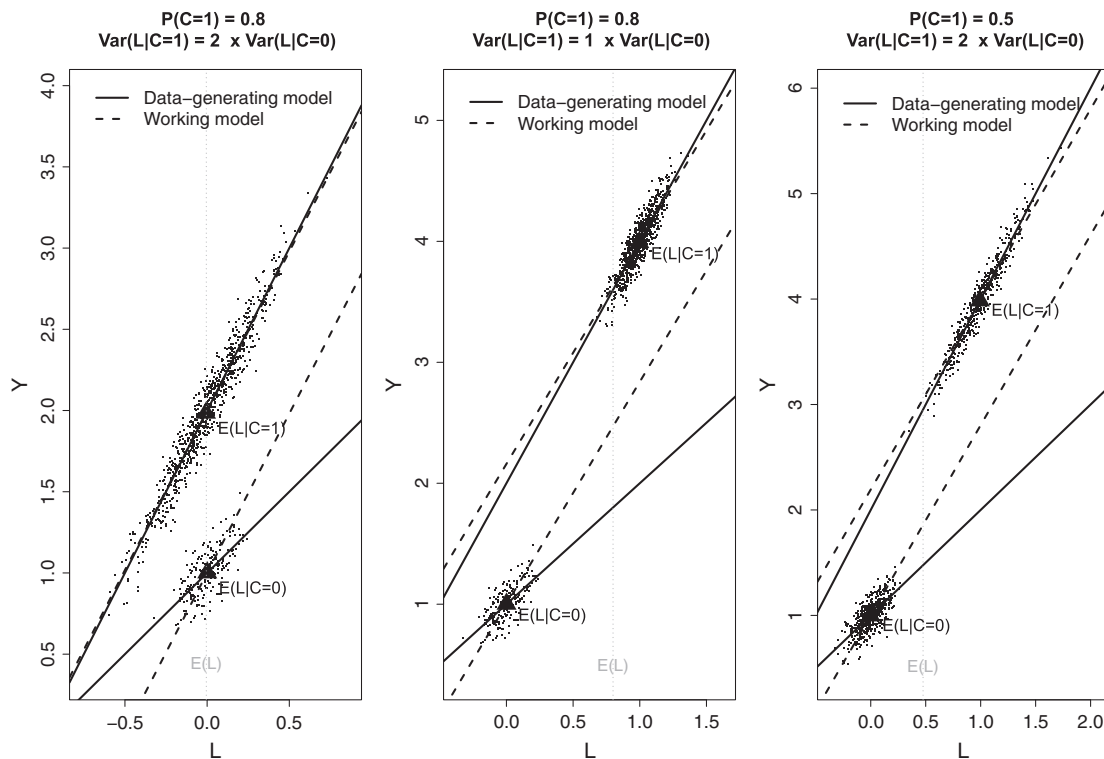 P(C=1) = 0.8
Var(L|C=1) = 2 x Var(L|C=0)
Data−generating model
Working model
Y
4.0
3.5
3.0
2.5
2.0
1.5
1.0
0.5
E(L|C=1)
E(L|C=0)
E(L)
−0.5
0.0
0.5
L
P(C=1) = 0.8
Var(L|C=1) = 1 x Var(L|C=0)
Data−generating model
Working model
Y
5
4
3
2
1
E(L|C=1)
E(L|C=0)
E(L)
0.0
0.5
1.0
1.5
L
P(C=1) = 0.5
Var(L|C=1) = 2 x Var(L|C=0)
Data−generating model
Working model
Y
6
5
4
3
2
1
E(L|C=1)
E(L|C=0)
E(L)
0.0
0.5
1.0
1.5
2.0
L